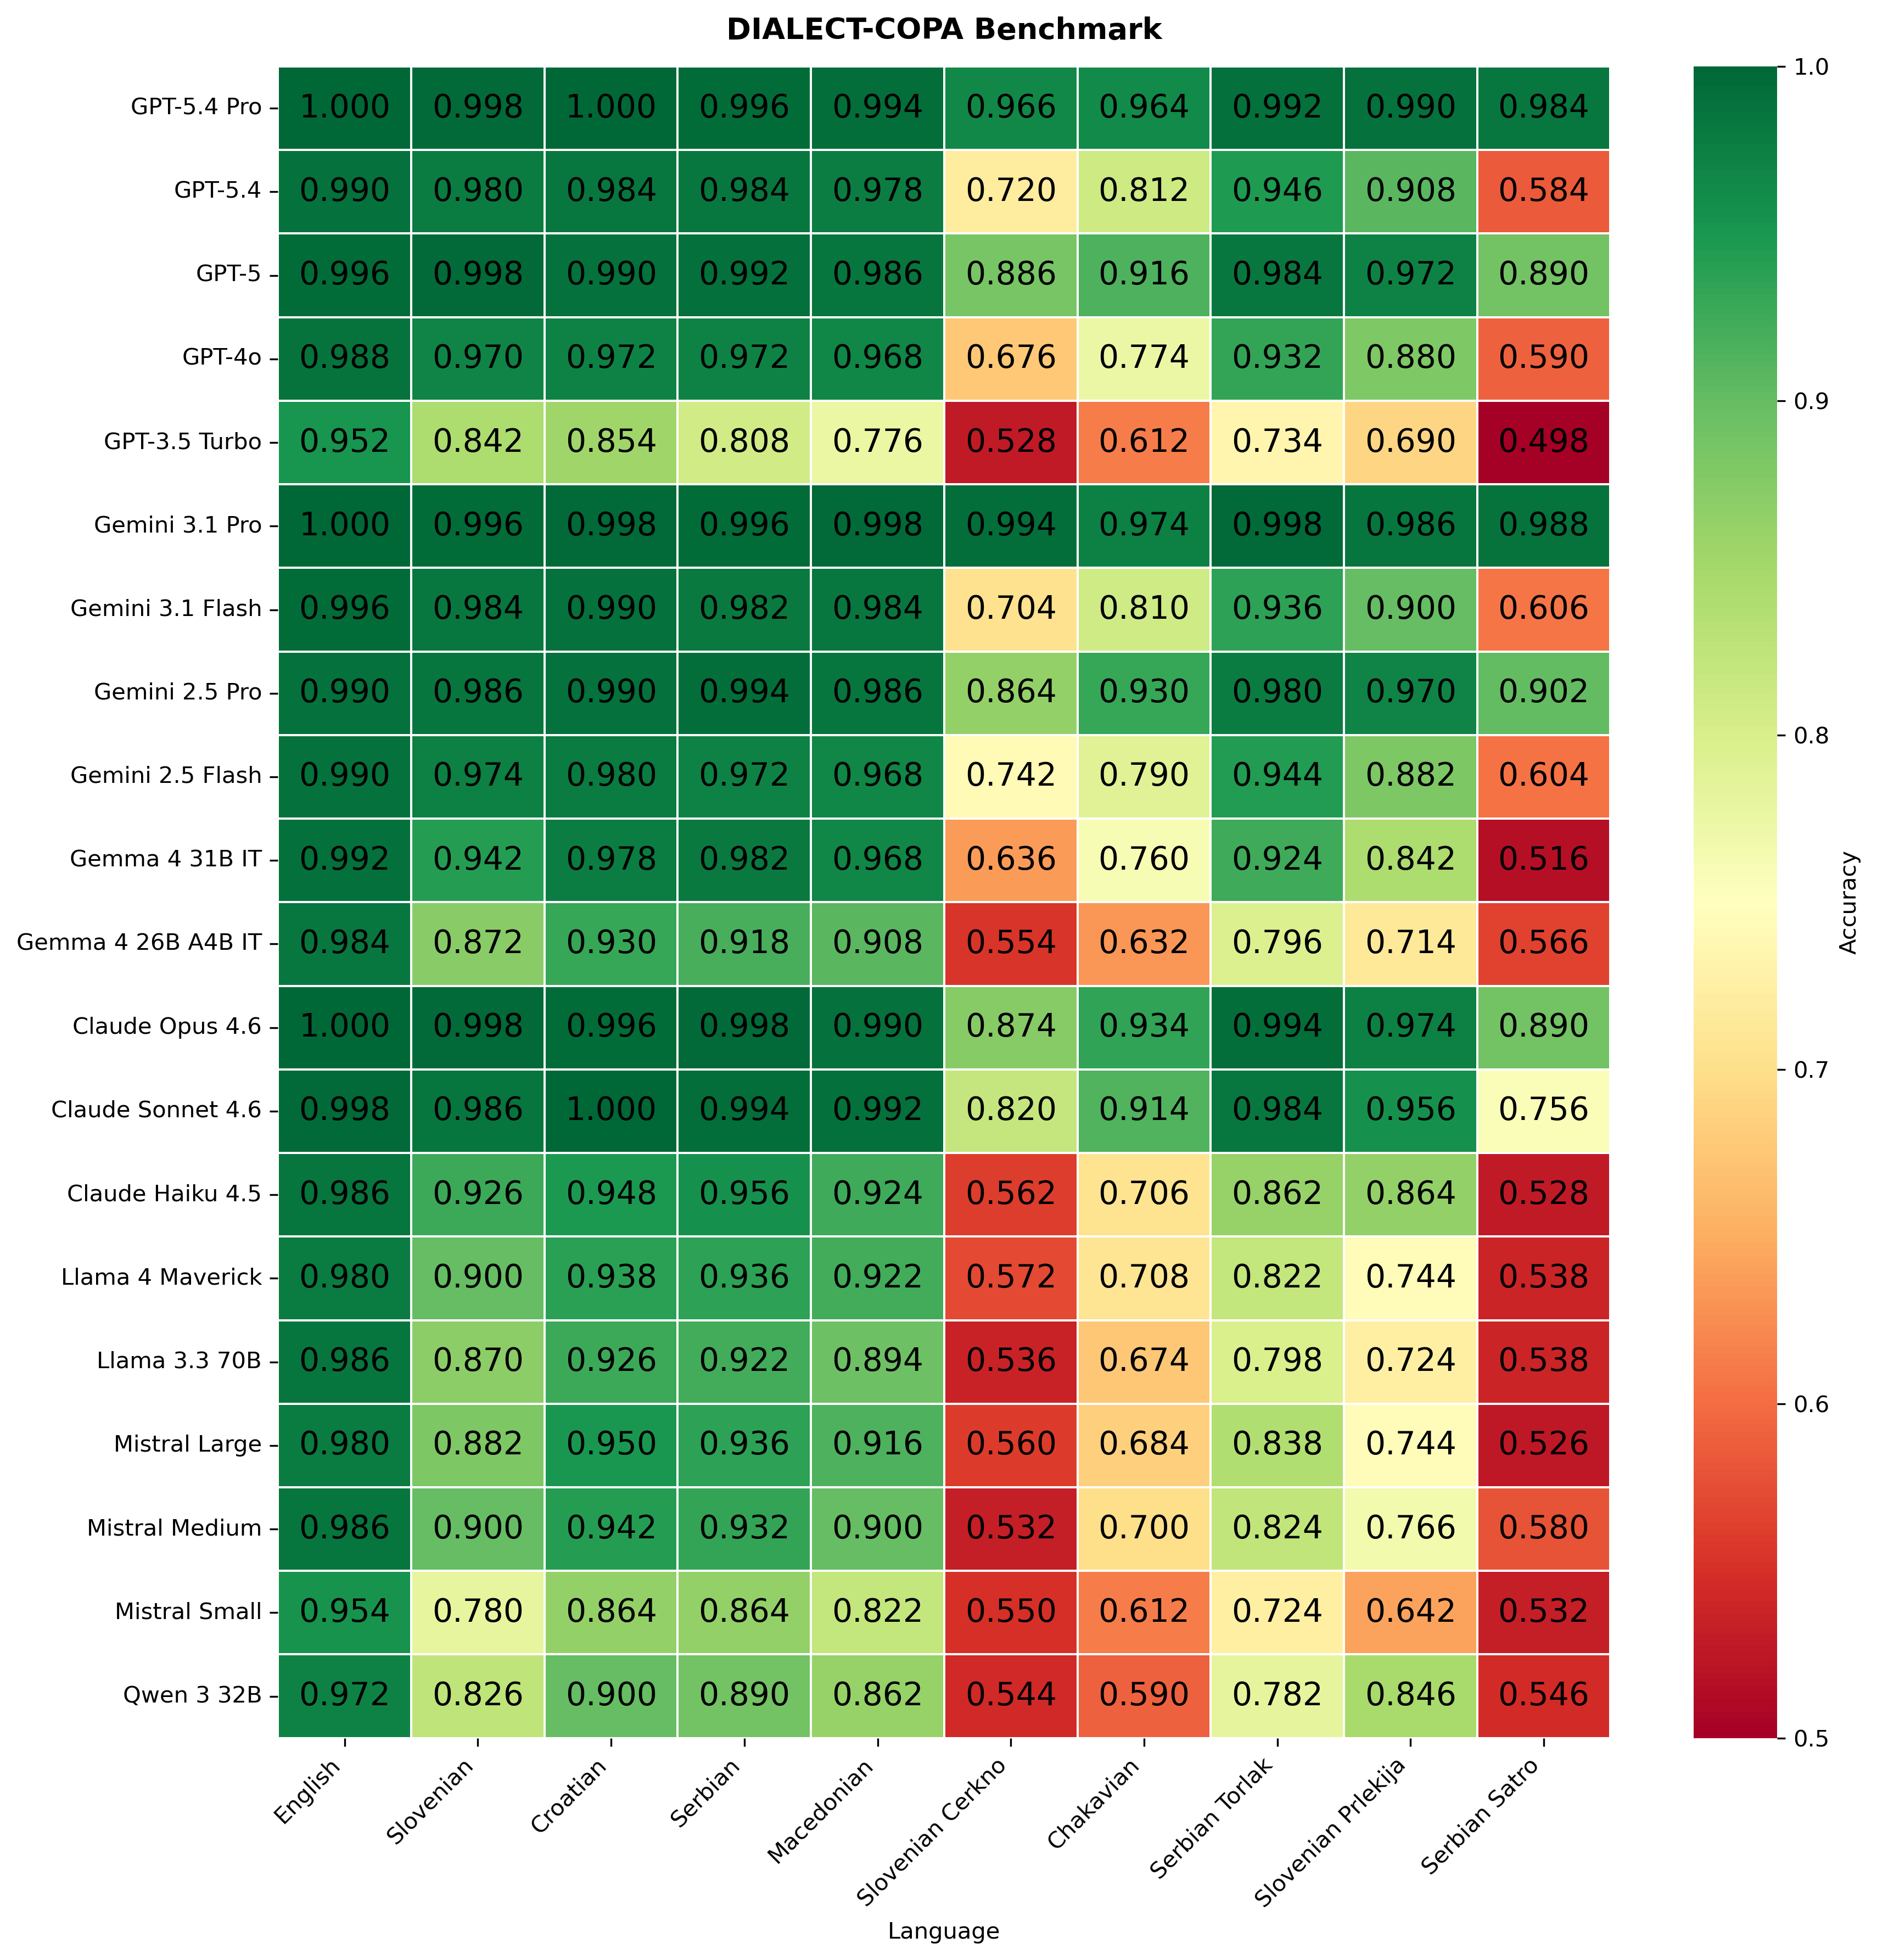 DIALECT-COPA Benchmark
GPT-5.4 Pro 1.000 0.998 1.000 0.996 0.994 0.966 0.964 0.992 0.990 0.984
GPT-5.4 0.990 0.980 0.984 0.984 0.978 0.720 0.812 0.946 0.908 0.584
GPT-5 0.996 0.998 0.990 0.992 0.986 0.886 0.916 0.984 0.972 0.890
GPT-4o 0.988 0.970 0.972 0.972 0.968 0.676 0.774 0.932 0.880 0.590
GPT-3.5 Turbo 0.952 0.842 0.854 0.808 0.776 0.528 0.612 0.734 0.690 0.498
Gemini 3.1 Pro 1.000 0.996 0.998 0.996 0.998 0.994 0.974 0.998 0.986 0.988
Gemini 3.1 Flash 0.996 0.984 0.990 0.982 0.984 0.704 0.810 0.936 0.900 0.606
Gemini 2.5 Pro 0.990 0.986 0.990 0.994 0.986 0.864 0.930 0.980 0.970 0.902
Gemini 2.5 Flash 0.990 0.974 0.980 0.972 0.968 0.742 0.790 0.944 0.882 0.604
Gemma 4 31B IT 0.992 0.942 0.978 0.982 0.968 0.636 0.760 0.924 0.842 0.516
Gemma 4 26B A4B IT 0.984 0.872 0.930 0.918 0.908 0.554 0.632 0.796 0.714 0.566
Claude Opus 4.6 1.000 0.998 0.996 0.998 0.990 0.874 0.934 0.994 0.974 0.890
Claude Sonnet 4.6 0.998 0.986 1.000 0.994 0.992 0.820 0.914 0.984 0.956 0.756
Claude Haiku 4.5 0.986 0.926 0.948 0.956 0.924 0.562 0.706 0.862 0.864 0.528
Llama 4 Maverick 0.980 0.900 0.938 0.936 0.922 0.572 0.708 0.822 0.744 0.538
Llama 3.3 70B 0.986 0.870 0.926 0.922 0.894 0.536 0.674 0.798 0.724 0.538
Mistral Large 0.980 0.882 0.950 0.936 0.916 0.560 0.684 0.838 0.744 0.526
Mistral Medium 0.986 0.900 0.942 0.932 0.900 0.532 0.700 0.824 0.766 0.580
Mistral Small 0.954 0.780 0.864 0.864 0.822 0.550 0.612 0.724 0.642 0.532
Qwen 3 32B 0.972 0.826 0.900 0.890 0.862 0.544 0.590 0.782 0.846 0.546
English
Slovenian
Croatian
Serbian
Macedonian
Slovenian Cerkno
Chakavian
Serbian Torlak
Slovenian Prlekija
Serbian Satro
Language
1.0
0.9
0.8
0.7
0.6
0.5
Accuracy